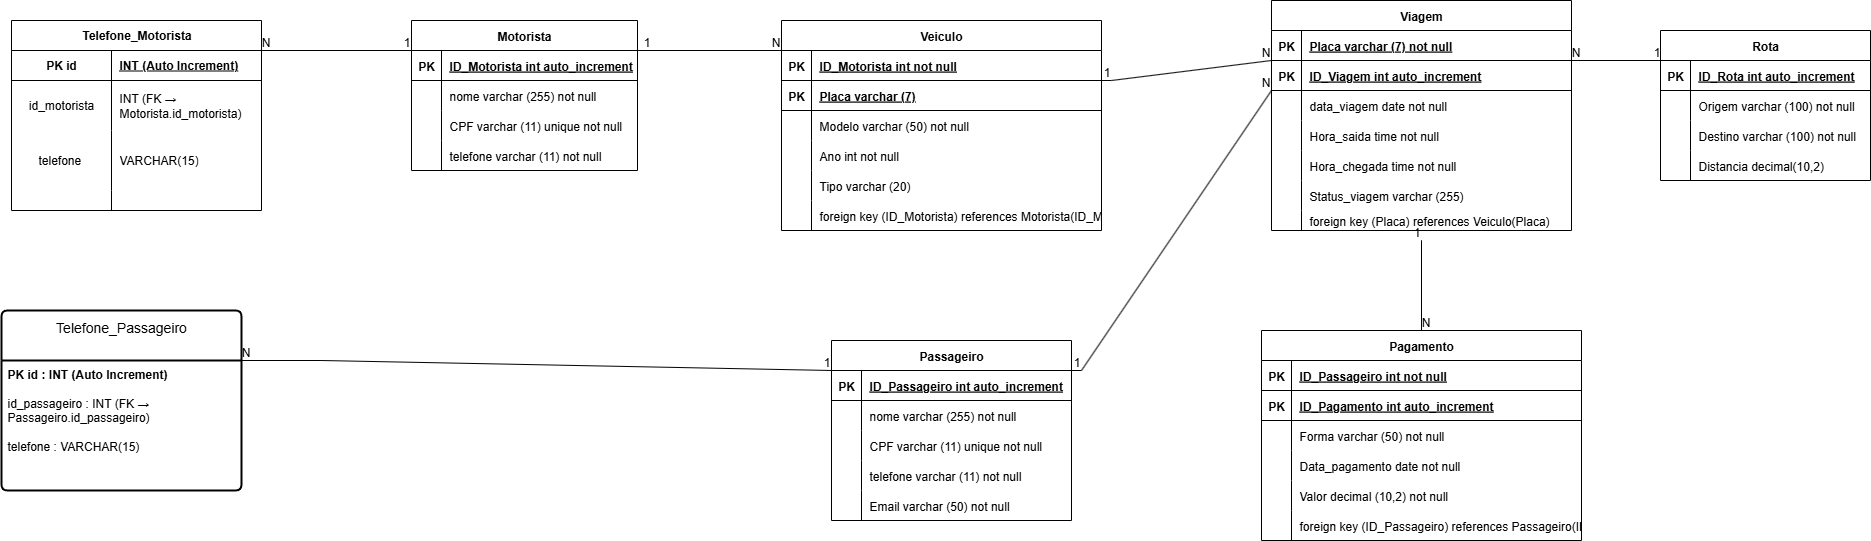 Telefone_Motorista
PK id INT (Auto Increment)
id_motorista INT (FK →
Motorista.id_motorista)
telefone VARCHAR(15)
N
1
Motorista
PK ID_Motorista int auto_increment
nome varchar (255) not null
CPF varchar (11) unique not null
telefone varchar (11) not null
1
N
Veiculo
PK ID_Motorista int not null
PK Placa varchar (7)
Modelo varchar (50) not null
Ano int not null
Tipo varchar (20)
foreign key (ID_Motorista) references Motorista(ID_M
1
N
N
Viagem
PK Placa varchar (7) not null
PK ID_Viagem int auto_increment
data_viagem date not null
Hora_saida time not null
Hora_chegada time not null
Status_viagem varchar (255)
foreign key (Placa) references Veiculo(Placa)
N
1
Rota
PK ID_Rota int auto_increment
Origem varchar (100) not null
Destino varchar (100) not null
Distancia decimal(10,2)
1
N
Telefone_Passageiro
PK id : INT (Auto Increment)
id_passageiro : INT (FK →
Passageiro.id_passageiro)
telefone : VARCHAR(15)
N
1
Passageiro
PK ID_Passageiro int auto_increment
nome varchar (255) not null
CPF varchar (11) unique not null
telefone varchar (11) not null
Email varchar (50) not null
1
Pagamento
PK ID_Passageiro int not null
PK ID_Pagamento int auto_increment
Forma varchar (50) not null
Data_pagamento date not null
Valor decimal (10,2) not null
foreign key (ID_Passageiro) references Passageiro(I